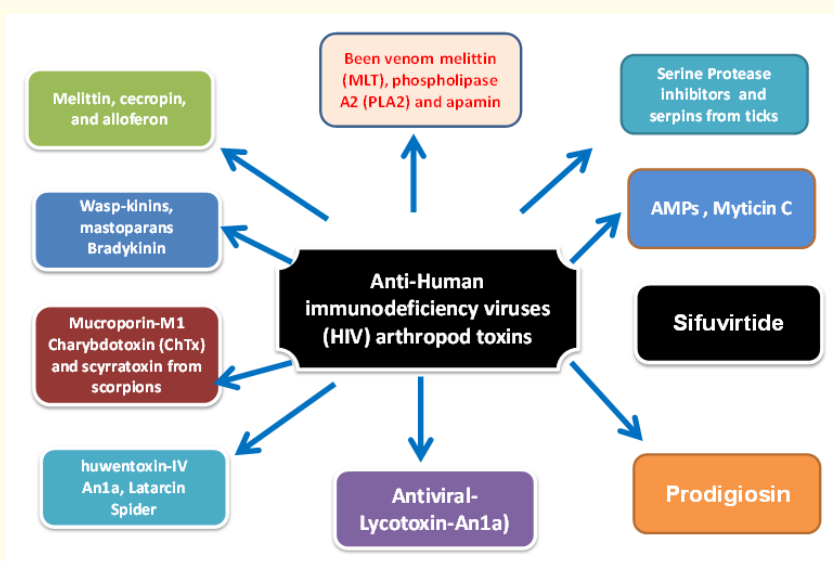 Been venom melittin
(MLT), phospholipase
A2 (PLA2) and apamin
Melittin, cecropin,
and alloferon
Serine Protease
inhibitors and
serpins from ticks
Wasp-kinins,
mastoparans
Bradykinin
AMPs , Myticin C
Anti-Human
immunodeficiency viruses
(HIV) arthropod toxins
Sifuvirtide
Mucroporin-M1
Charybdotoxin (ChTx)
and scyrratoxin from
scorpions
huwentoxin-IV
An1a, Latarcin
Spider
Antiviral-
Lycotoxin-An1a)
Prodigiosin